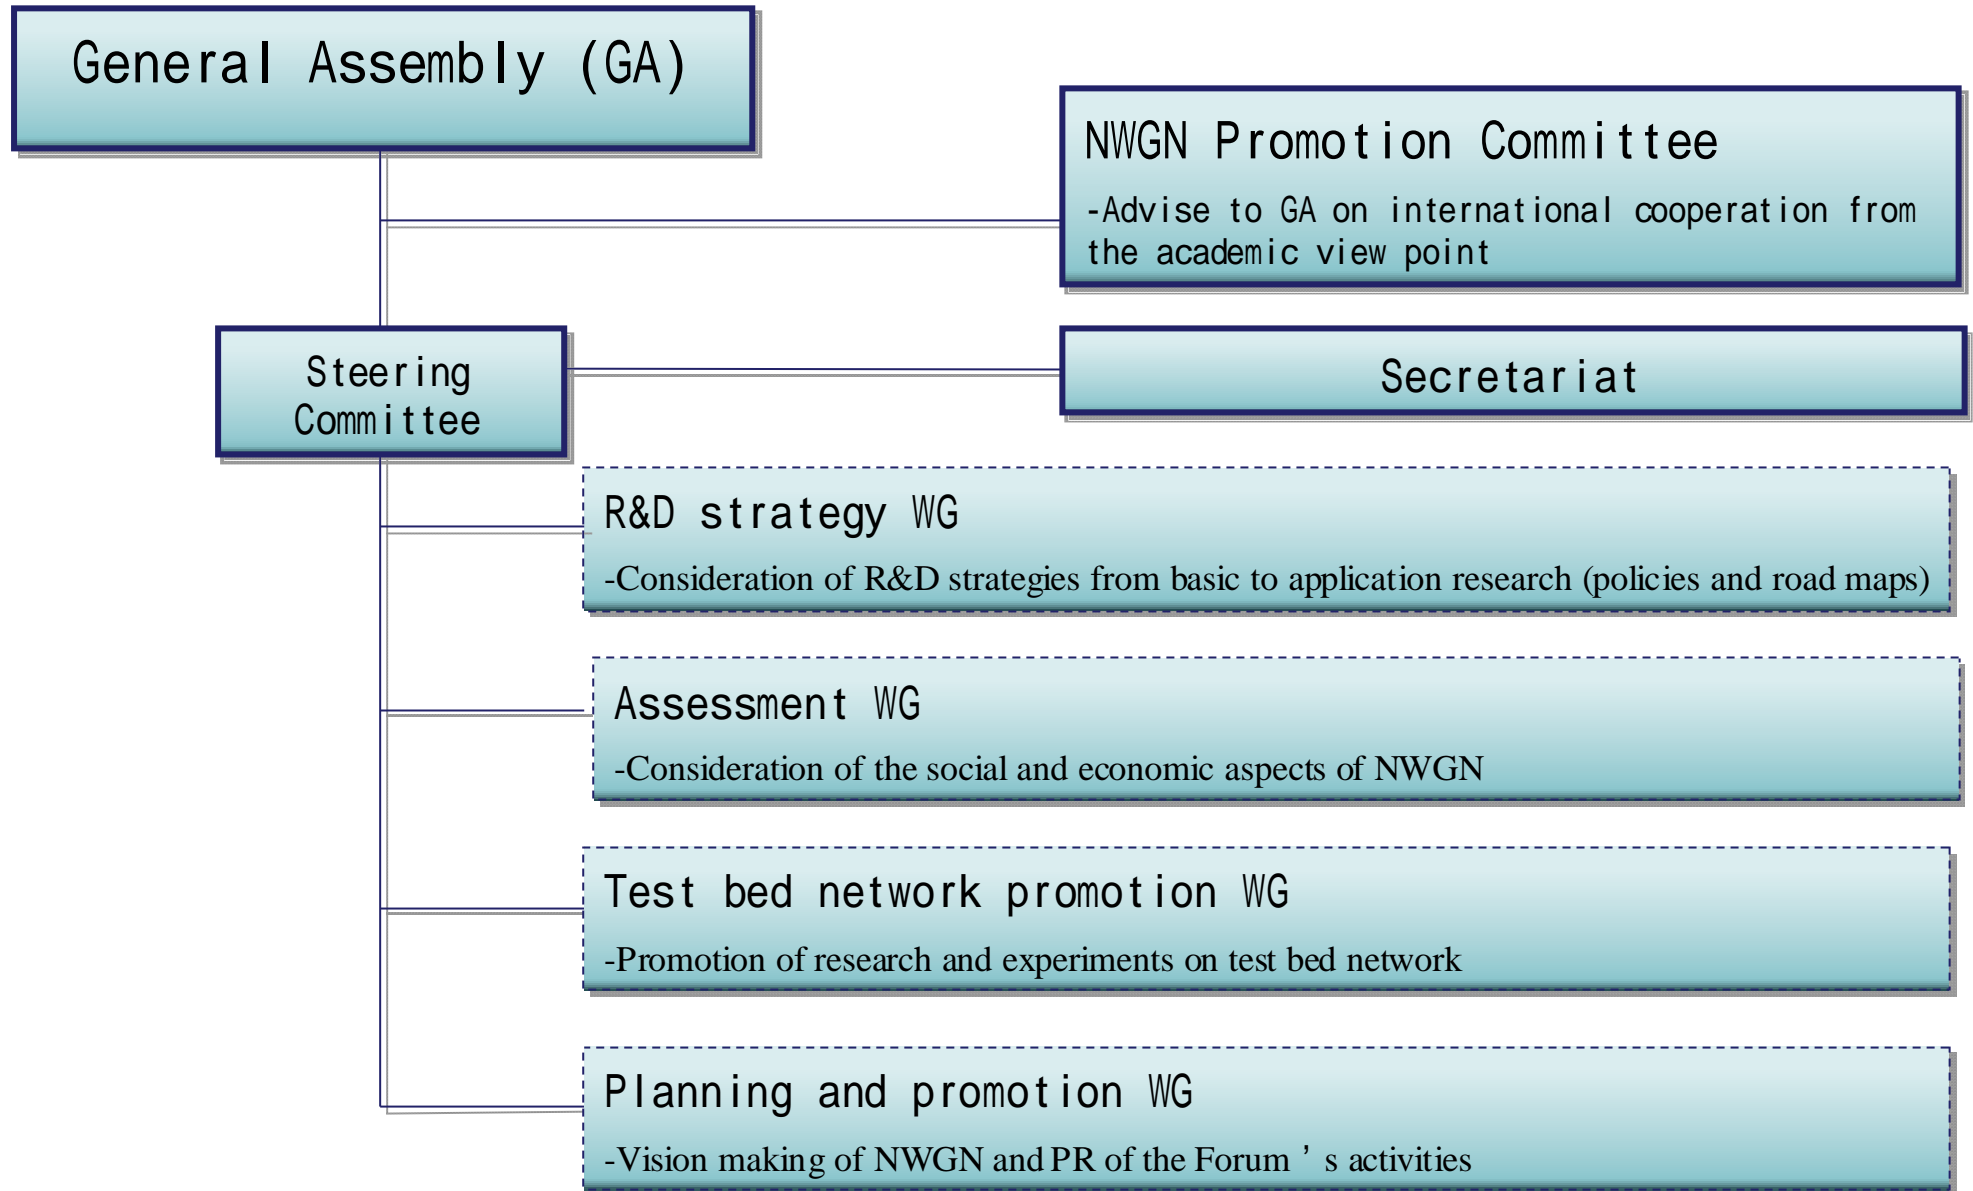 General Assembly (GA)
NWGN Promotion Committee
-Advise to GA on international cooperation from
the academic view point
Steering
Committee
Secretariat
R&D strategy WG
-Consideration of R&D strategies from basic to application research (policies and road maps)
Assessment WG
-Consideration of the social and economic aspects of NWGN
Test bed network promotion WG
-Promotion of research and experiments on test bed network
Planning and promotion WG
-Vision making of NWGN and PR of the Forum ’ s activities